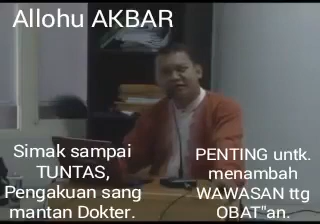 Allohu AKBAR
Simak sampai
TUNTAS,
Pengakuan sang
mantan Dokter.
PENTING untk.
menambah
WAWASAN ttg
OBAT"an.